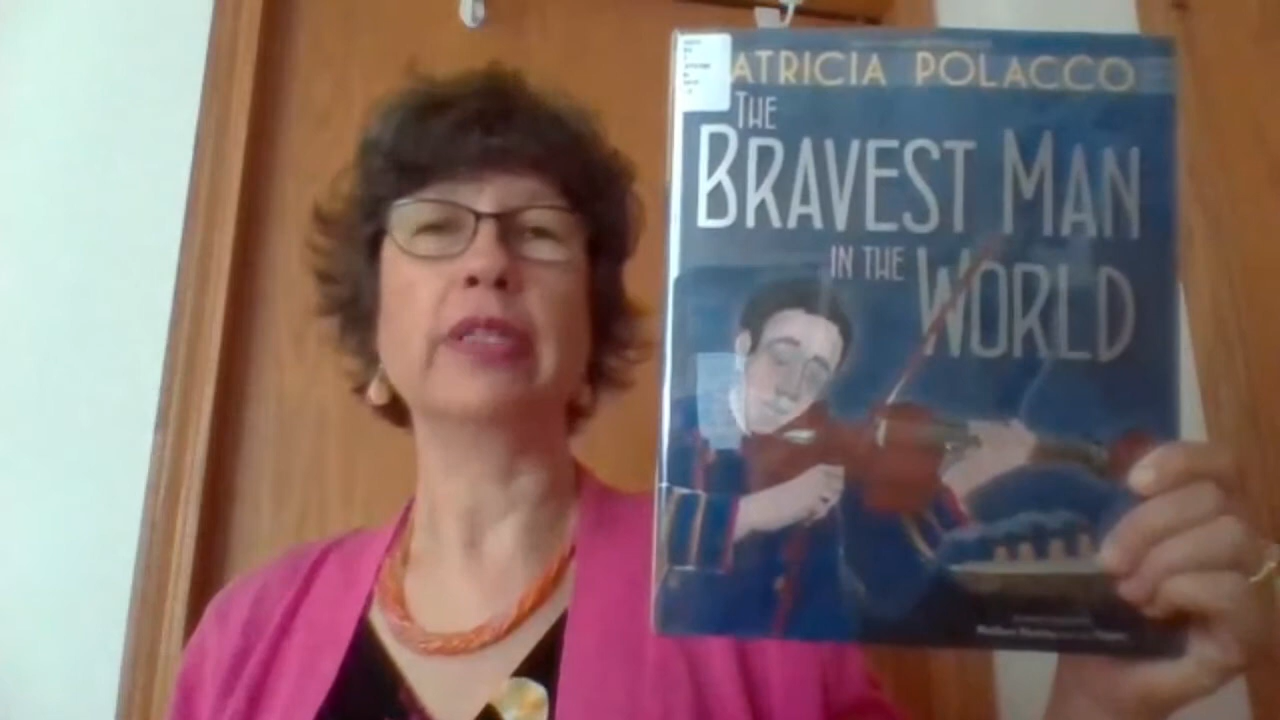 ATRICIA POLACCO
THE
BRAVEST MAN
IN THE
WORLD